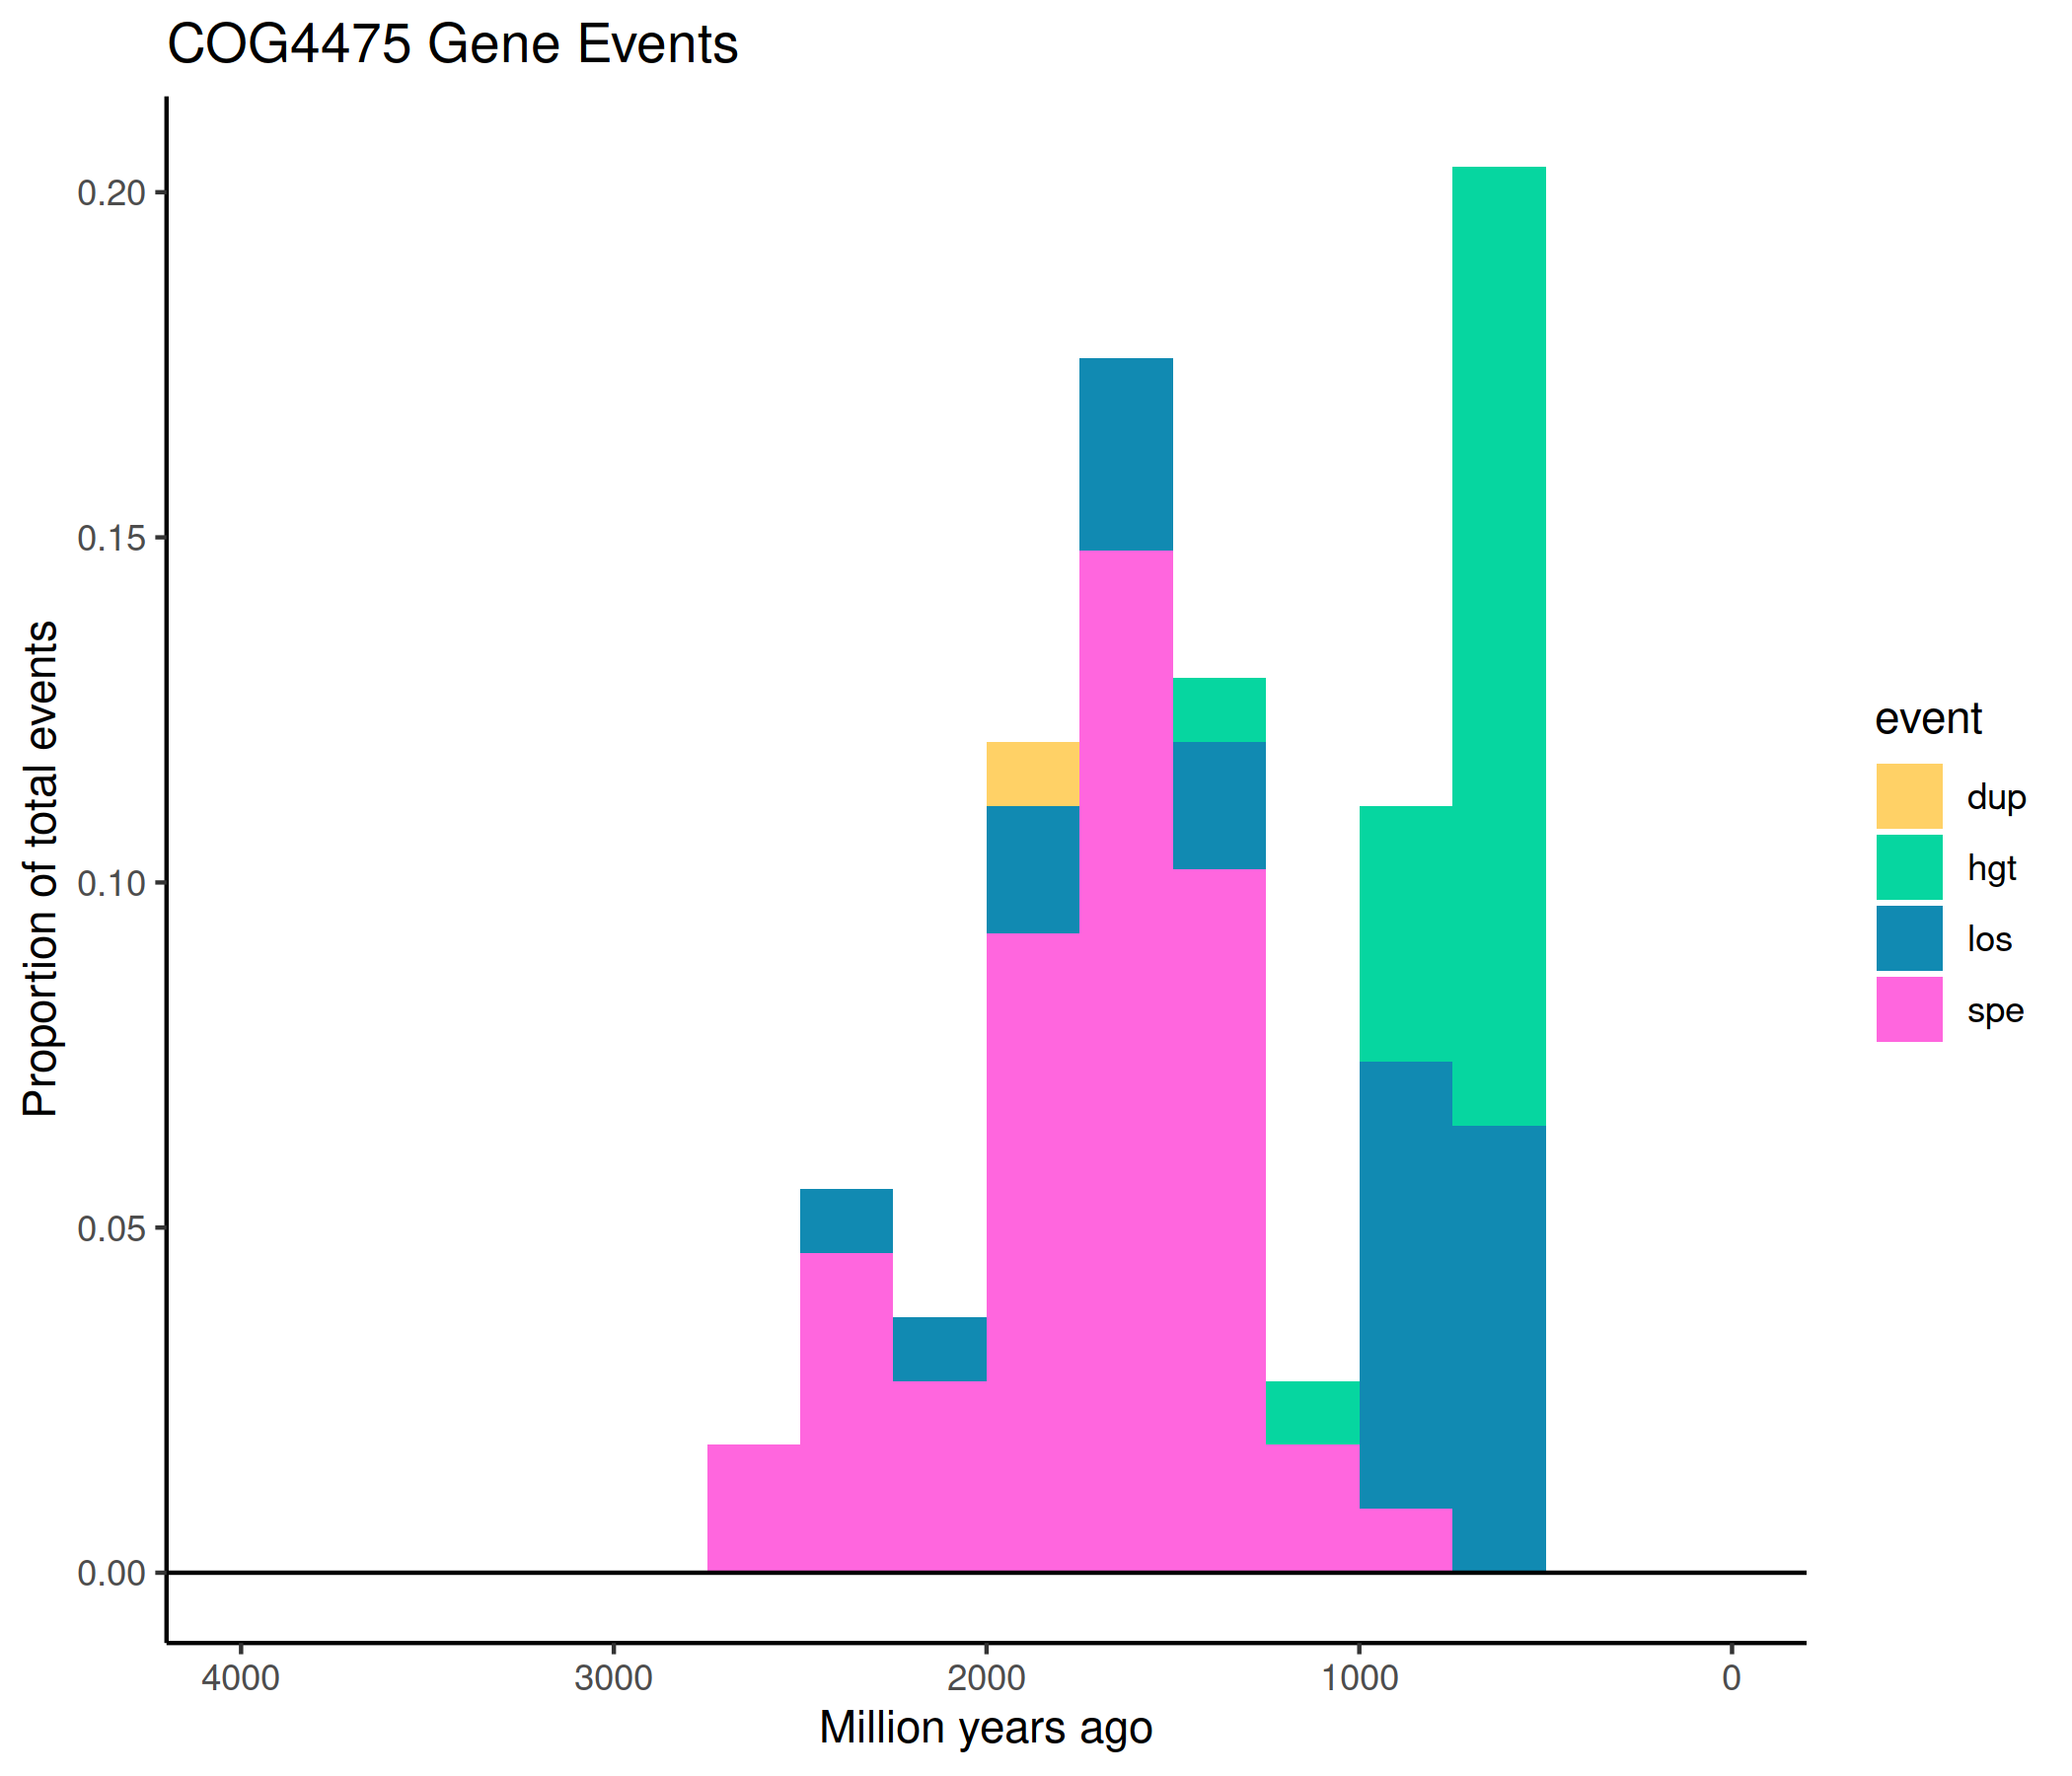 COG4475 Gene Events
Proportion of total events
0.20
0.15
0.10
0.05
0.00
4000 3000 2000 1000 0
Million years ago
event
dup
hgt
los
spe